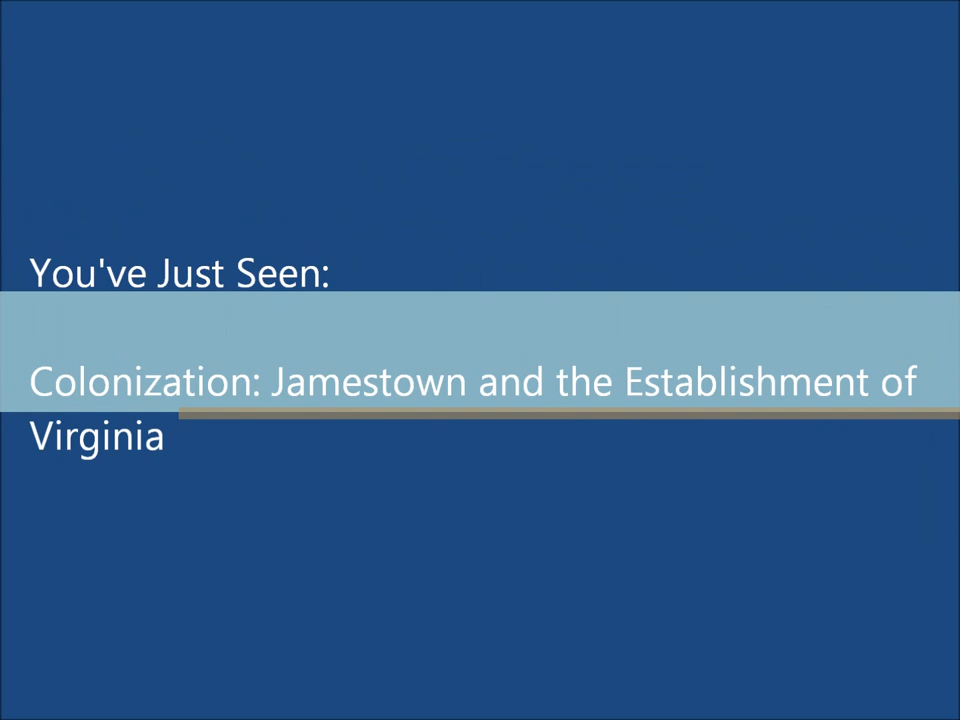 You've Just Seen:
Colonization: Jamestown and the Establishment of
Virginia